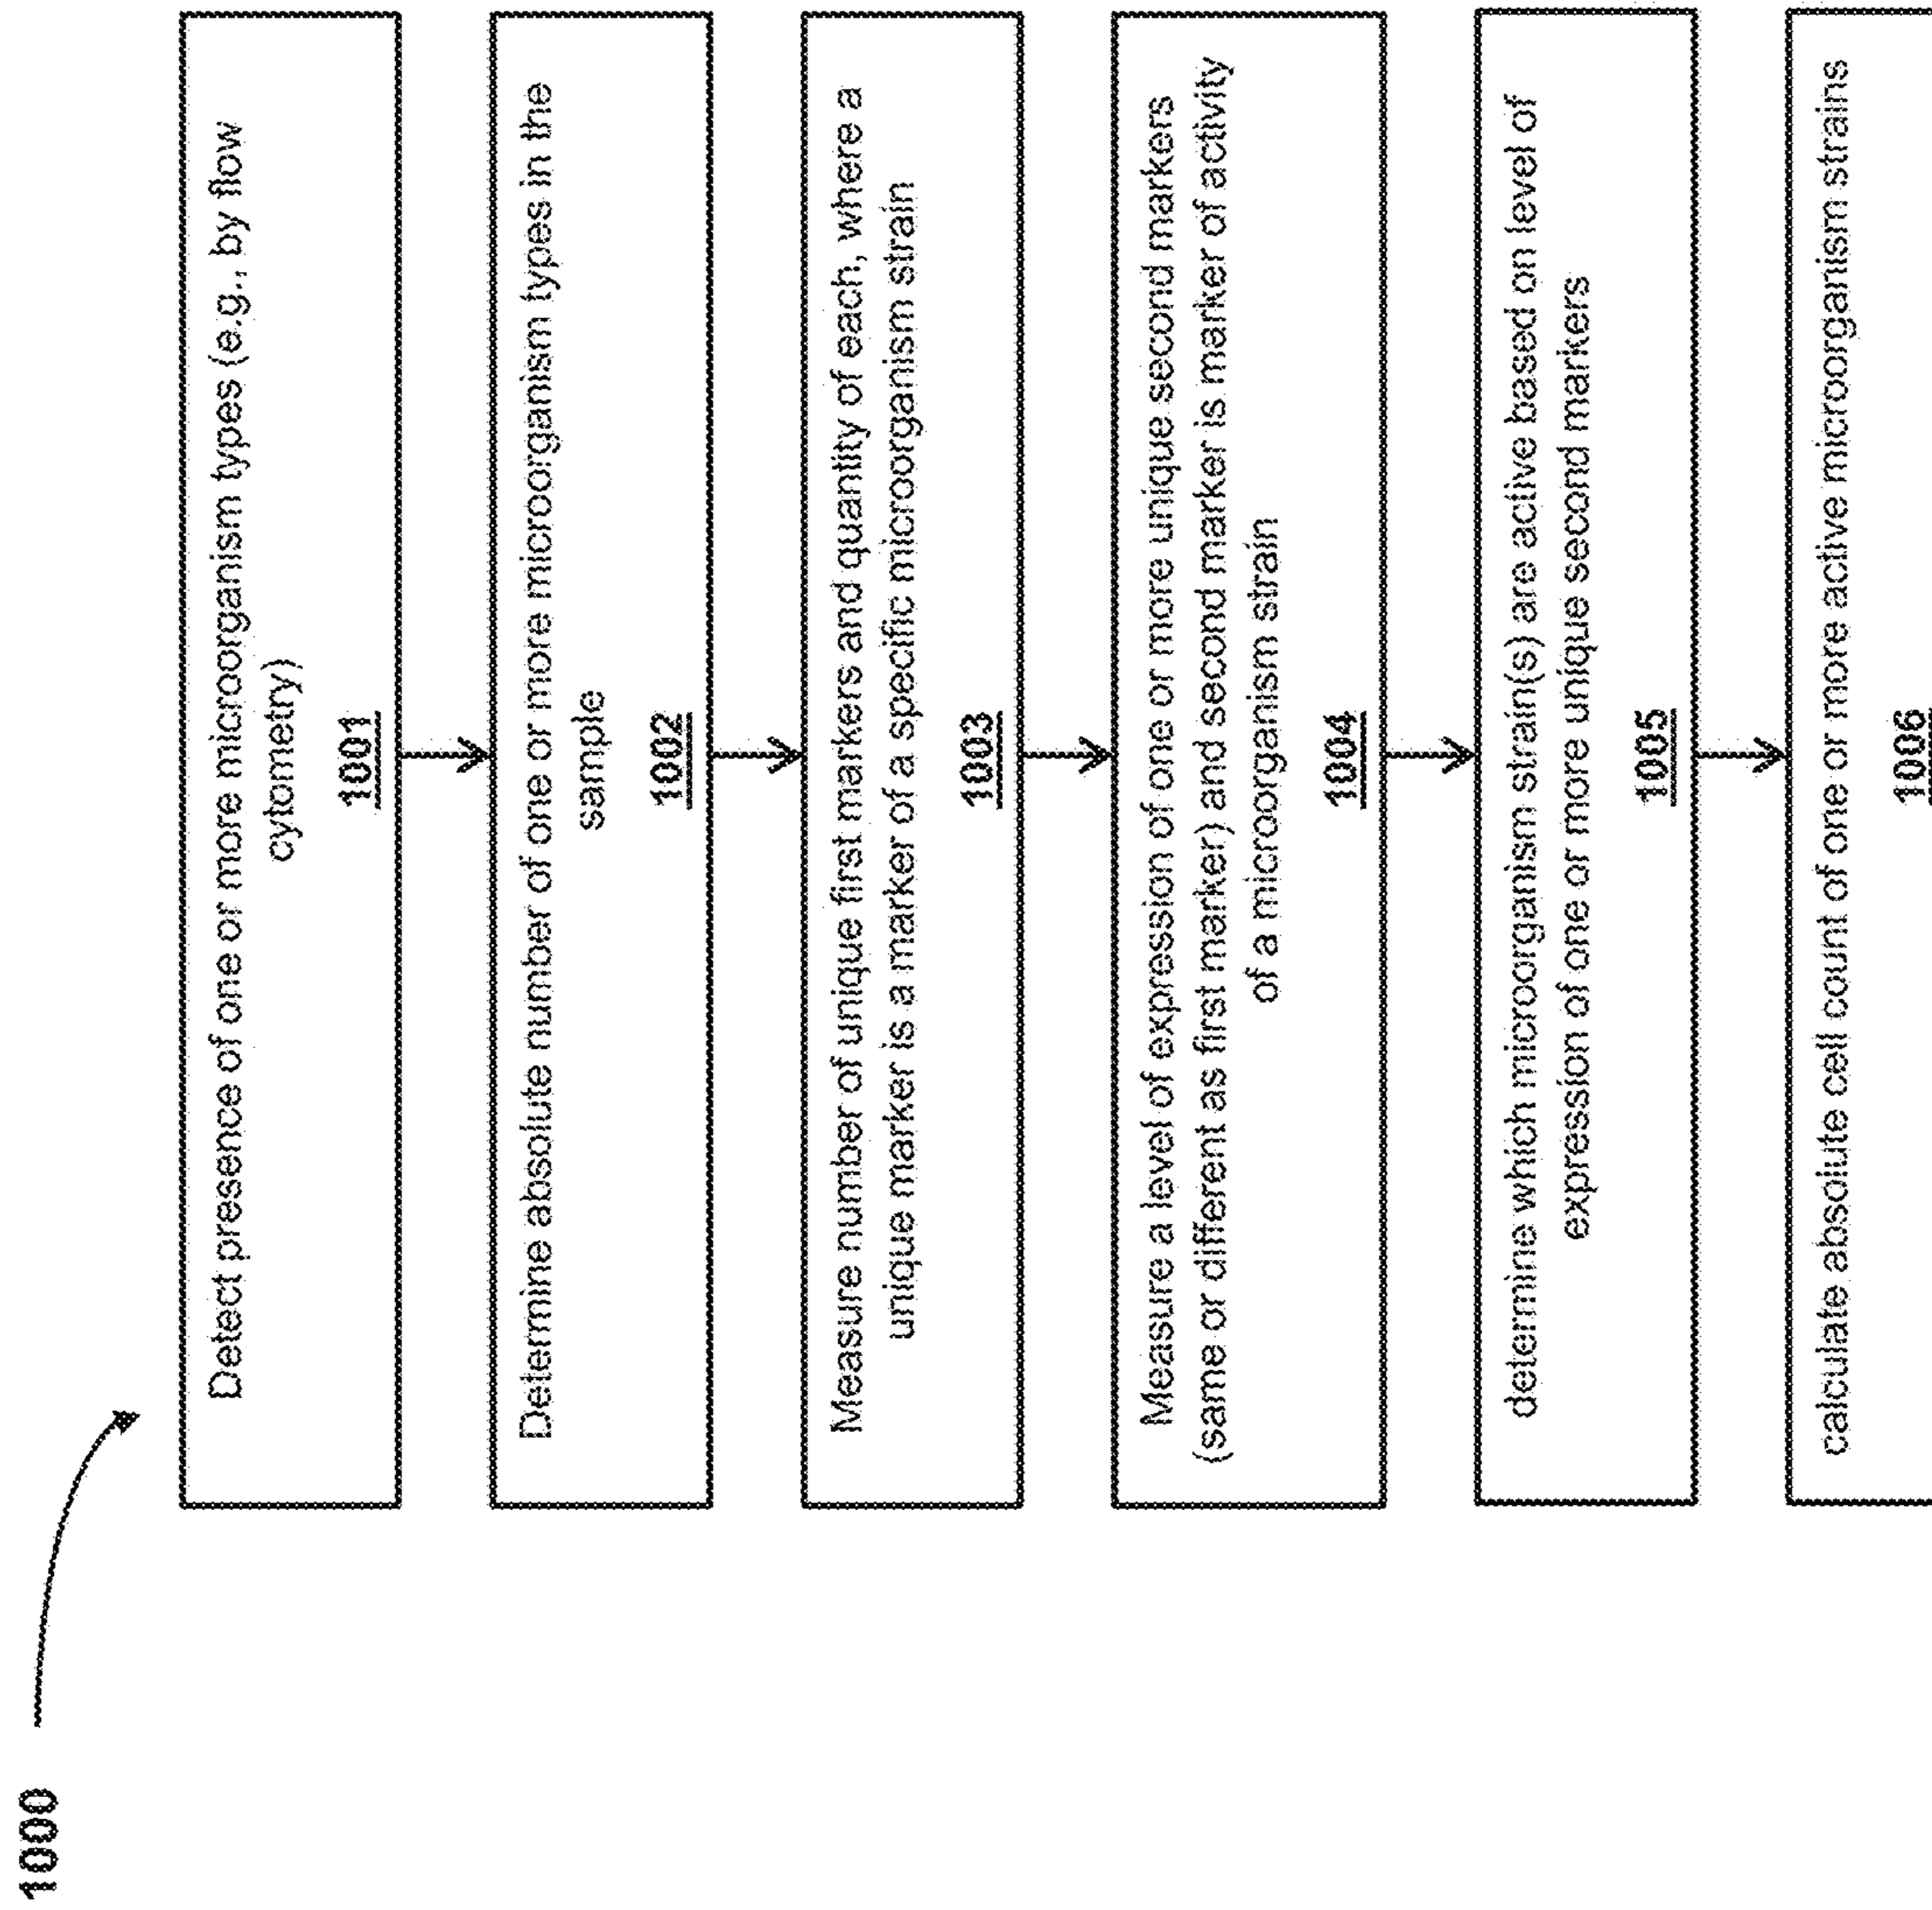 1000
Detect presence of one or more microorganism types (e.g., by flow
cytometry)
1001
Determine absolute number of one or more microorganism types in the
sample
1002
Measure number of unique first markers and quantity of each, where a
unique marker is a marker of a specific microorganism strain
1003
Measure a level of expression of one or more unique second markers
(same or different as first marker) and second marker is marker of activity
of a microorganism strain
1004
determine which microorganism strain(s) are active based on level of
expression of one or more unique second markers
1005
calculate absolute cell count of one or more active microorganism strains
1006